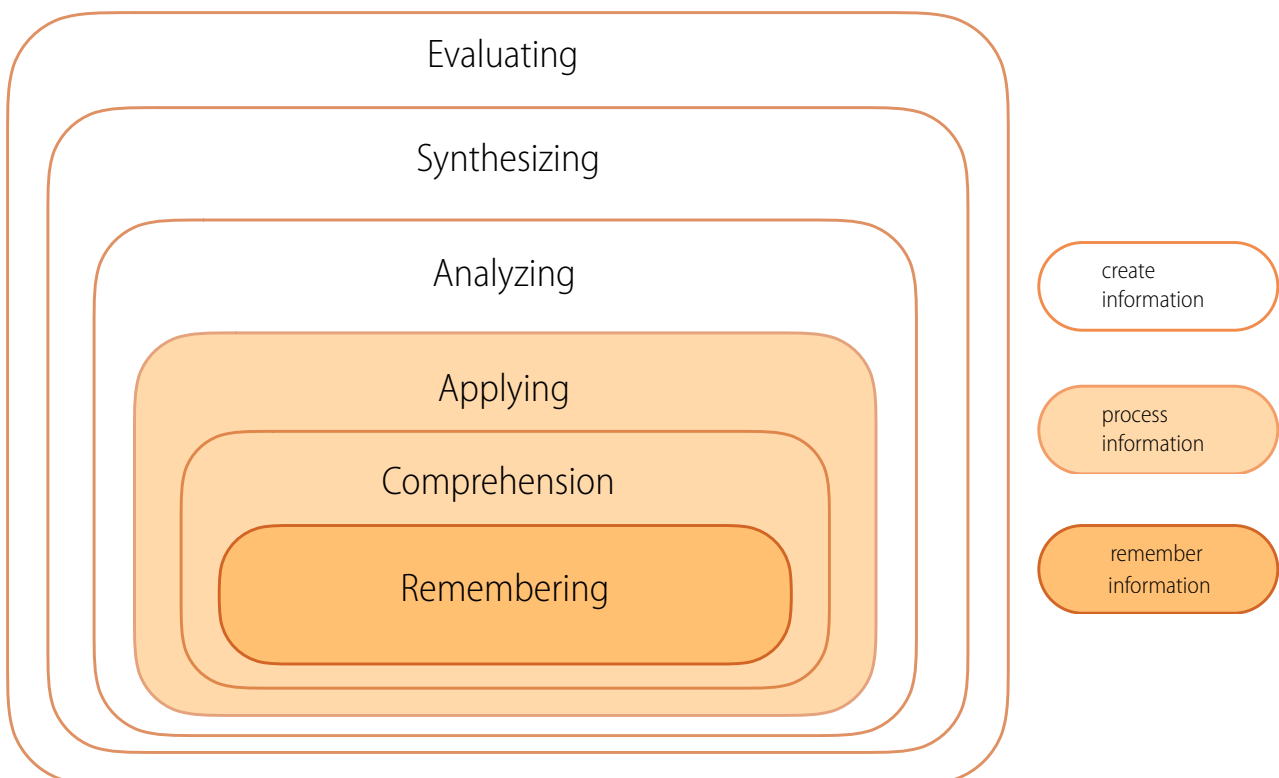 Evaluating
Synthesizing
Analyzing
Applying
Comprehension
Remembering
create
information
process
information
remember
information